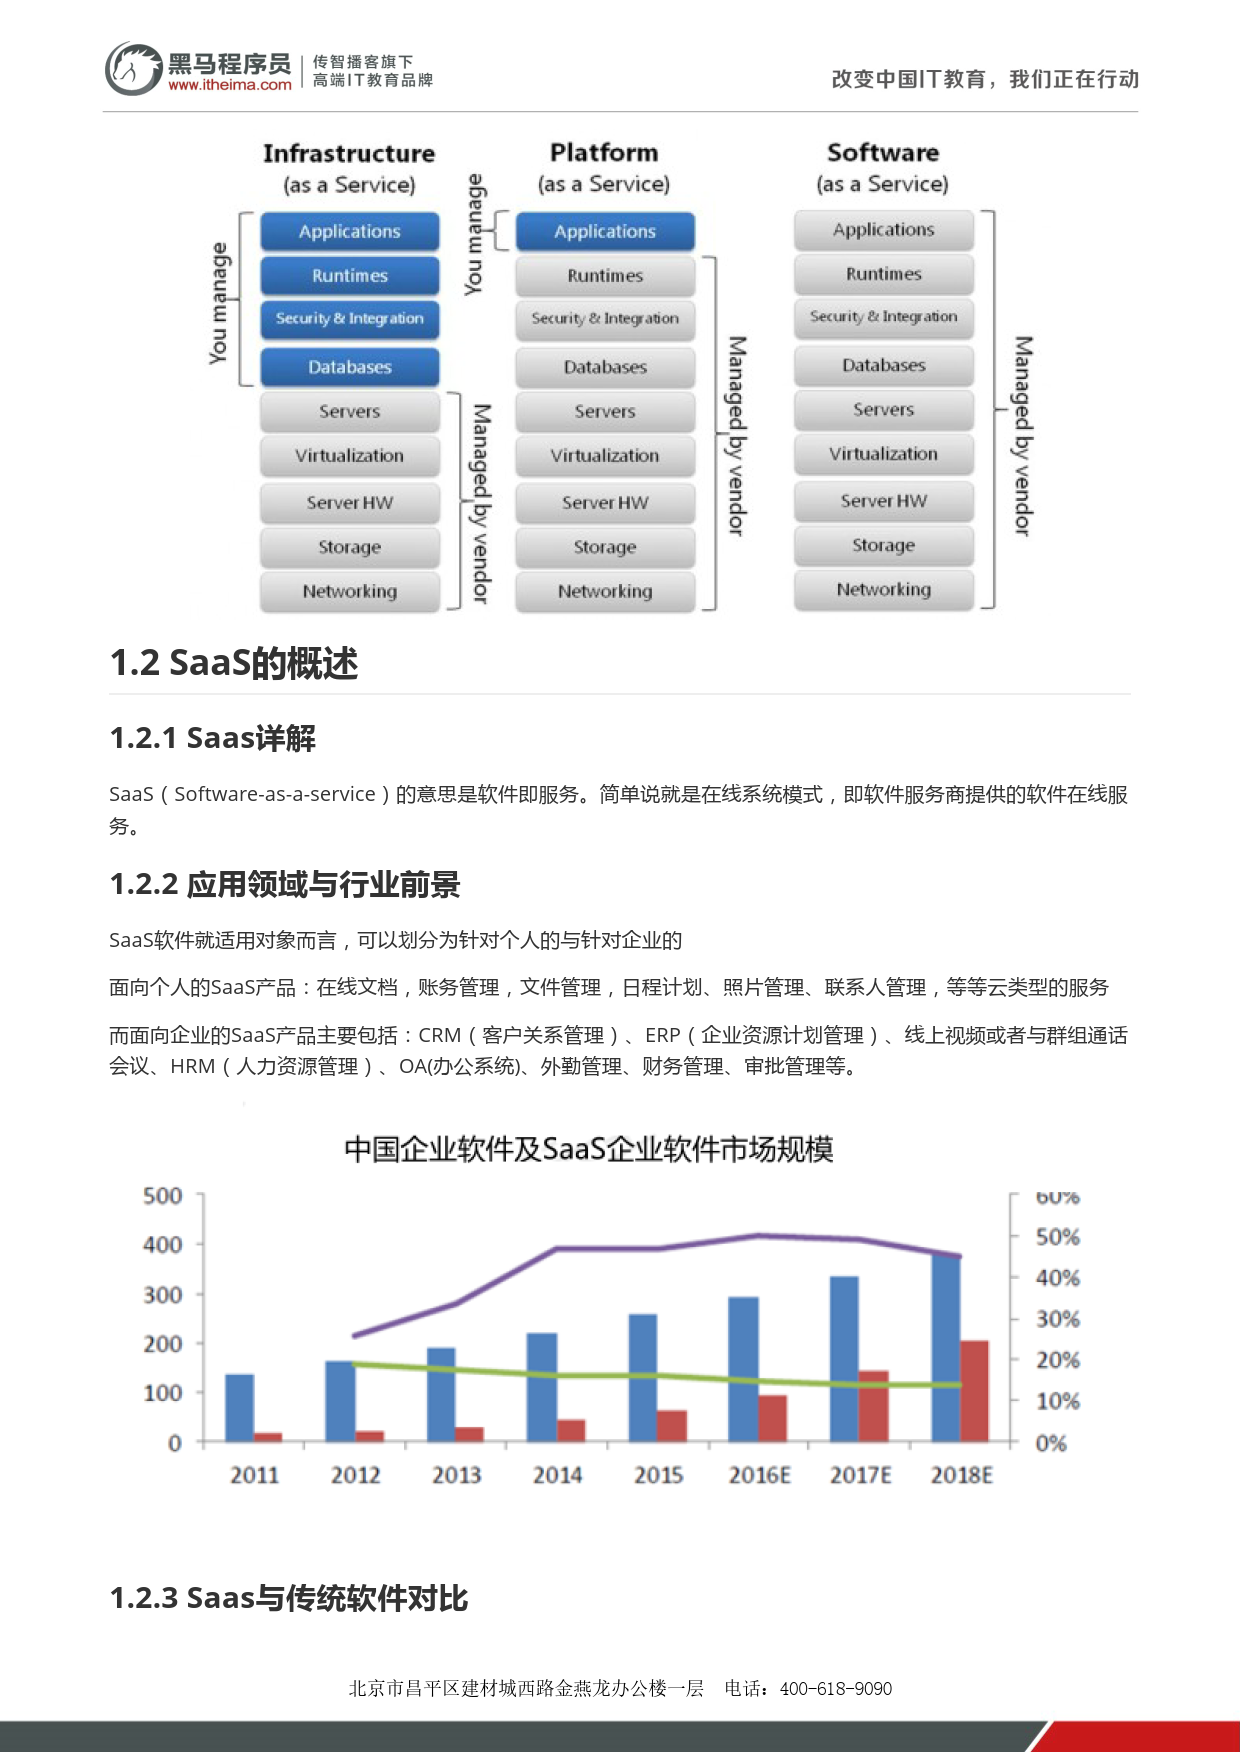 黑马程序员
www.itheima.com
传智播客旗下
高端IT教育品牌
改变中国IT教育，我们正在行动
Infrastructure
(as a Service)
You manage
Applications
Runtimes
Security & Integration
Databases
Servers
Virtualization
Server HW
Storage
Networking
Managed by vendor
Platform
(as a Service)
You manage
Applications
Runtimes
Security & Integration
Databases
Servers
Virtualization
Server HW
Storage
Networking
Managed by vendor
Software
(as a Service)
Applications
Runtimes
Security & Integration
Databases
Servers
Virtualization
Server HW
Storage
Networking
Managed by vendor
1.2 SaaS的概述
1.2.1 Saas详解
SaaS（Software-as-a-service）的意思是软件即服务。简单说就是在线系统模式，即软件服务商提供的软件在线服
务。
1.2.2 应用领域与行业前景
SaaS软件就适用对象而言，可以划分为针对个人的与针对企业的
面向个人的SaaS产品：在线文档，账务管理，文件管理，日程计划、照片管理、联系人管理，等等云类型的服务
而面向企业的SaaS产品主要包括：CRM（客户关系管理）、ERP（企业资源计划管理）、线上视频或者与群组通话
会议、HRM（人力资源管理）、OA(办公系统)、外勤管理、财务管理、审批管理等。
中国企业软件及SaaS企业软件市场规模
500
400
300
200
100
0
60%
50%
40%
30%
20%
10%
0%
2011 2012 2013 2014 2015 2016E 2017E 2018E
1.2.3 Saas与传统软件对比
北京市昌平区建材城西路金燕龙办公楼一层 电话：400-618-9090